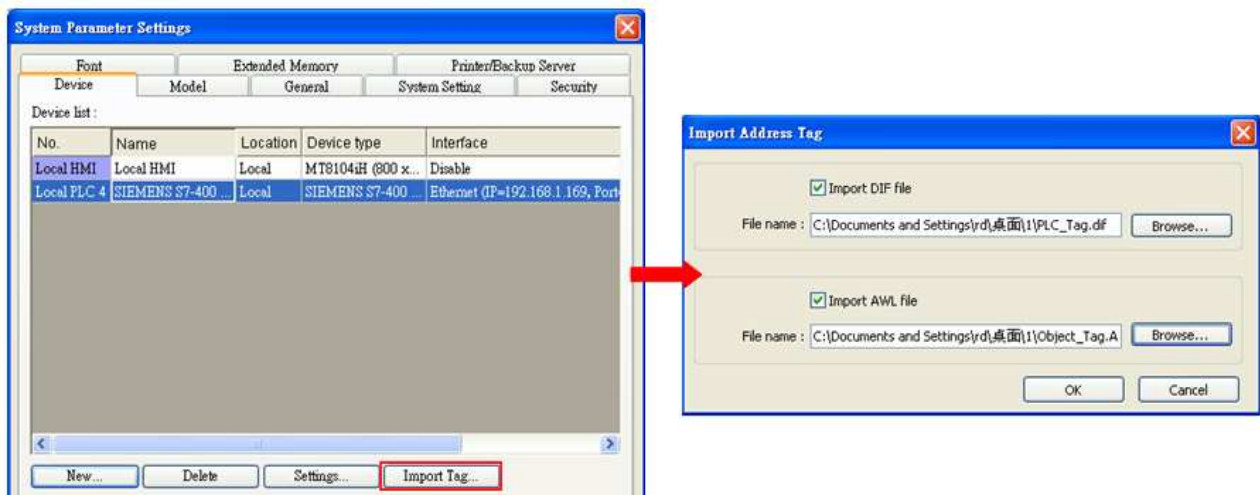 System Parameter Settings
Font Extended Memory Printer/Backup Server
Device Model General System Setting Security
Device list :
No. Name Location Device type Interface
Local HMI Local HMI Local MT8104iH (800 x... Disable
Local PLC 4 SIEMENS S7-400 ... Local SIEMENS S7-400 ... Ethernet (IP=192.168.1.169, Port
New... Delete Settings... Import Tag...
Import Address Tag
Import DIF file
File name : C:\Documents and Settings\rd\桌面\1\PLC_Tag.dif Browse...
Import AWL file
File name : C:\Documents and Settings\rd\桌面\1\Object_Tag.A Browse...
OK Cancel